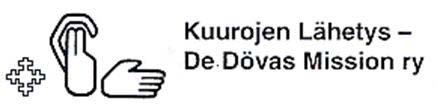 Kuurojen Lähetys –
De Dövas Mission ry